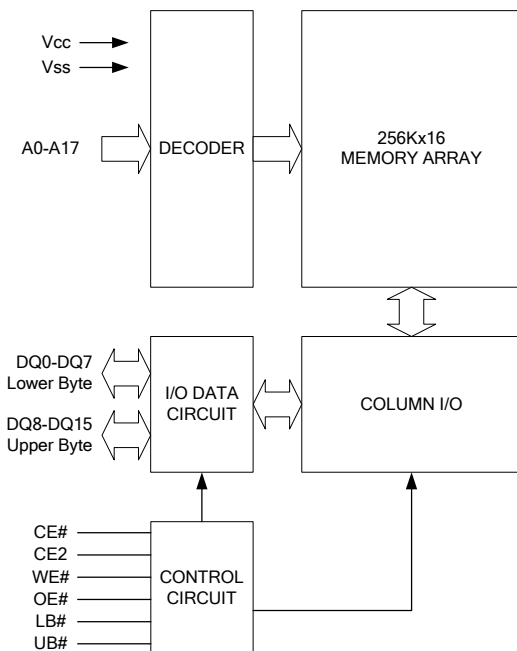 Vcc
Vss
A0-A17
DECODER
256Kx16
MEMORY ARRAY
DQ0-DQ7
Lower Byte
DQ8-DQ15
Upper Byte
I/O DATA
CIRCUIT
COLUMN I/O
CE#
CE2
WE#
OE#
LB#
UB#
CONTROL
CIRCUIT